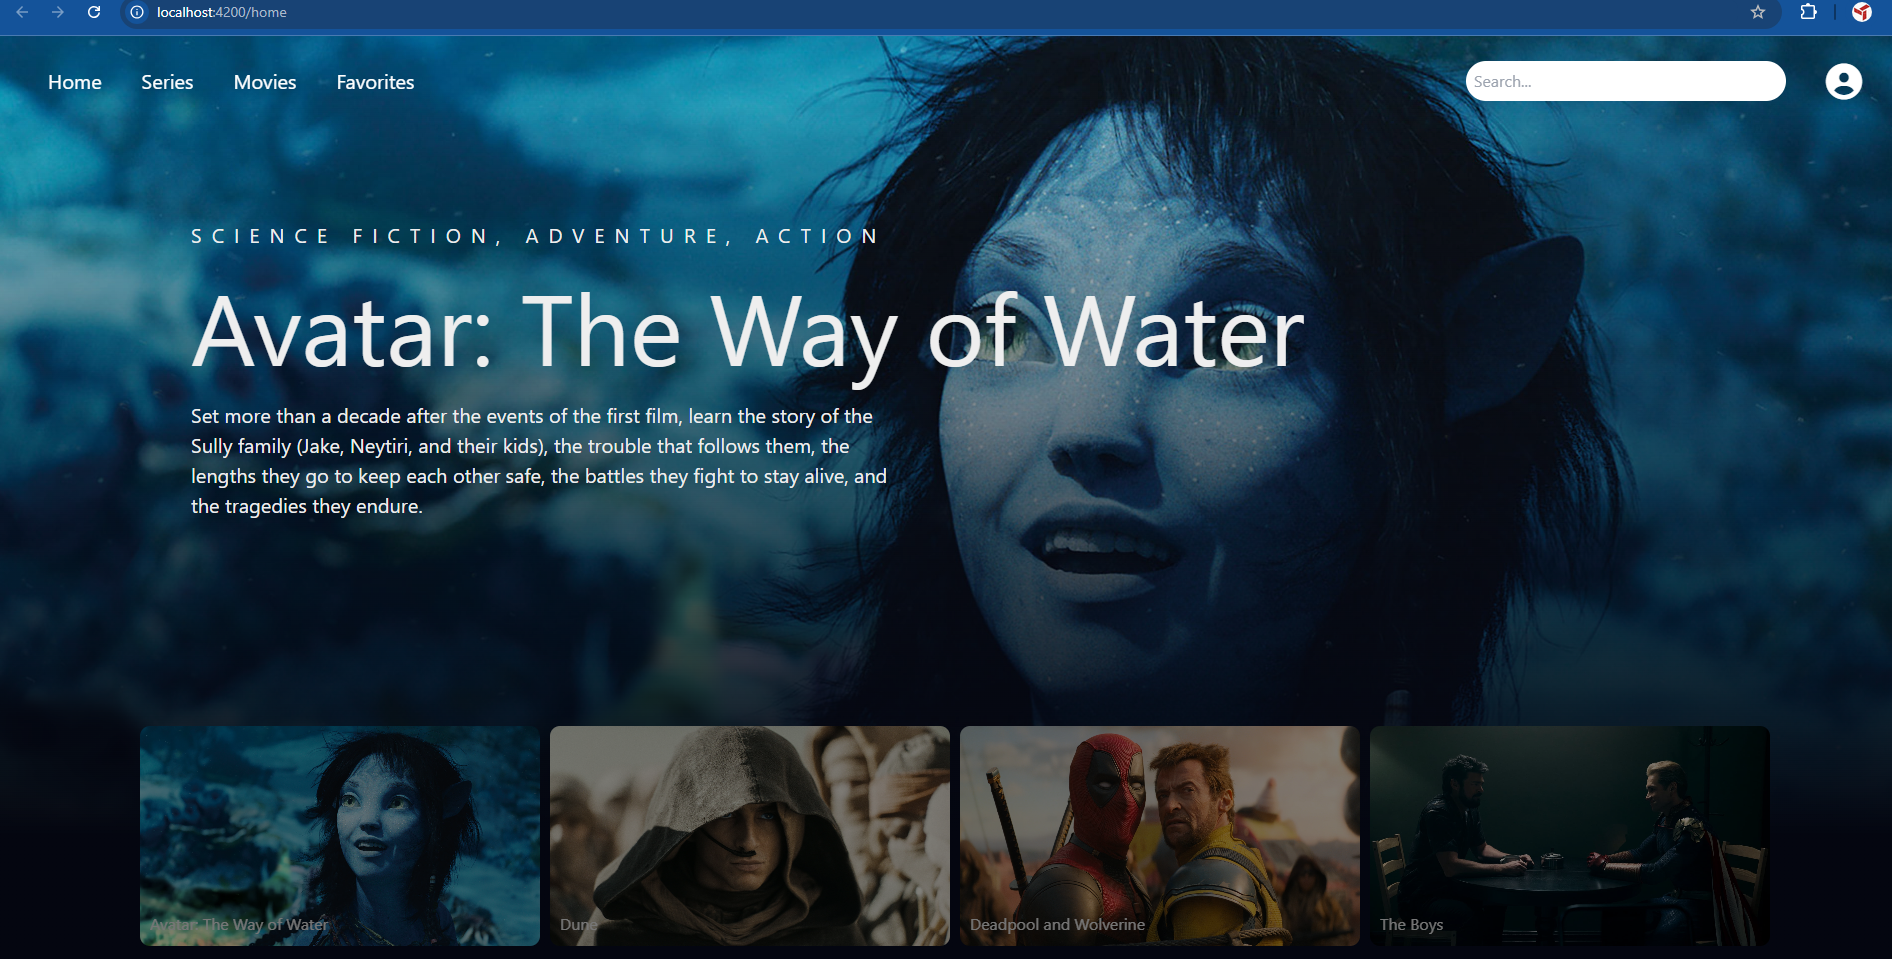 localhost:4200/home
Home Series Movies Favorites Search...
SCIENCE FICTION, ADVENTURE, ACTION
Avatar: The Way of Water
Set more than a decade after the events of the first film, learn the story of the
Sully family (Jake, Neytiri, and their kids), the trouble that follows them, the
lengths they go to keep each other safe, the battles they fight to stay alive, and
the tragedies they endure.
Avatar: The Way of Water
Dune
Deadpool and Wolverine
The Boys